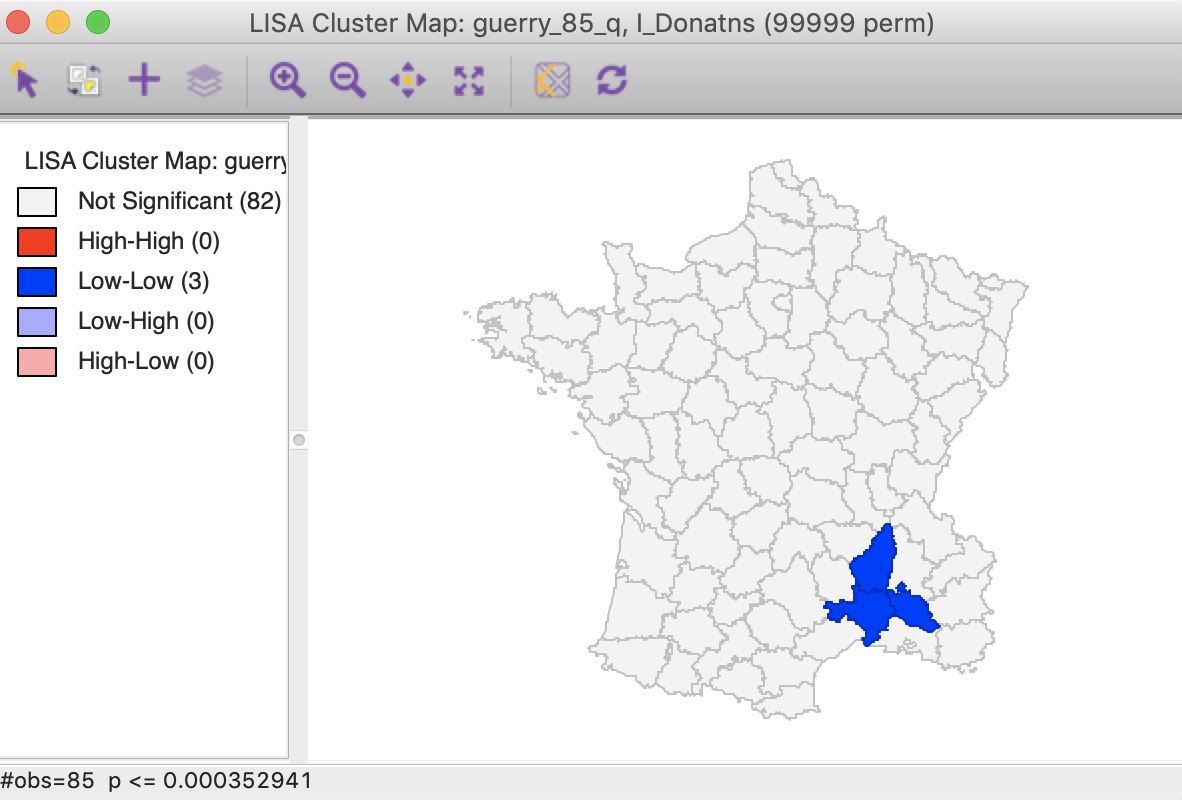 LISA Cluster Map: guerry_85_q, I_Donatns (99999 perm)
LISA Cluster Map: guerry
Not Significant (82)
High-High (0)
Low-Low (3)
Low-High (0)
High-Low (0)
#obs=85 p <= 0.000352941